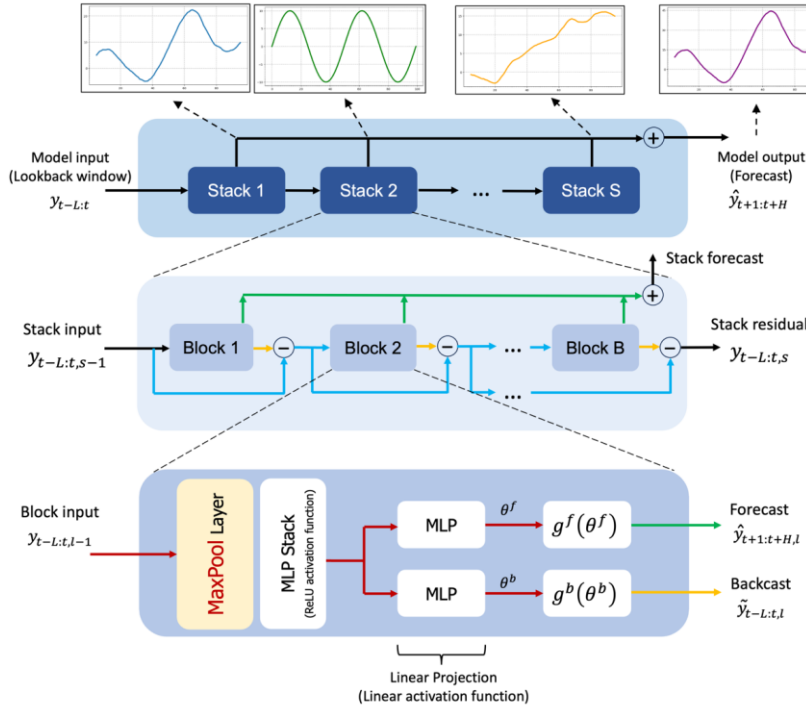 Model input
(Lookback window)
y_{t−L:t}
Stack 1
Stack 2
...
Stack S
+
Model output
(Forecast)
ŷ_{t+1:t+H}
Stack forecast
+
Stack input
y_{t−L:t,s−1}
Block 1
−
Block 2
−
...
...
Block B
−
Stack residual
y_{t−L:t,s}
Block input
y_{t−L:t,l−1}
MaxPool Layer
MLP Stack
(ReLU activation function)
MLP
θ^f
g^f(θ^f)
Forecast
ŷ_{t+1:t+H,l}
MLP
θ^b
g^b(θ^b)
Backcast
ỹ_{t−L:t,l}
Linear Projection
(Linear activation function)